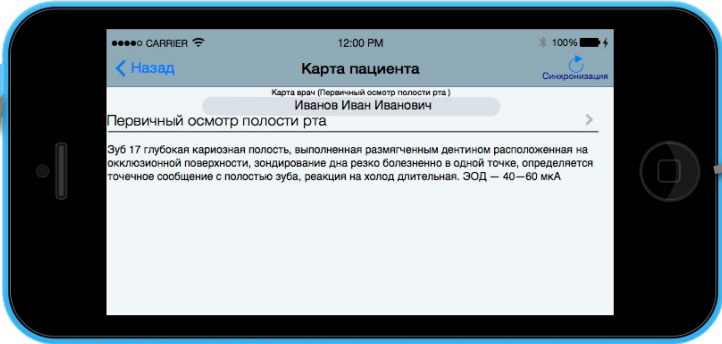 CARRIER 12:00 PM 100%
Назад Карта пациента Синхронизация
Карта врач (Первичный осмотр полости рта )
Иванов Иван Иванович
Первичный осмотр полости рта
Зуб 17 глубокая кариозная полость, выполненная размягченным дентином расположенная на
окклюзионной поверхности, зондирование дна резко болезненно в одной точке, определяется
точечное сообщение с полостью зуба, реакция на холод длительная. ЭОД — 40—60 мкА